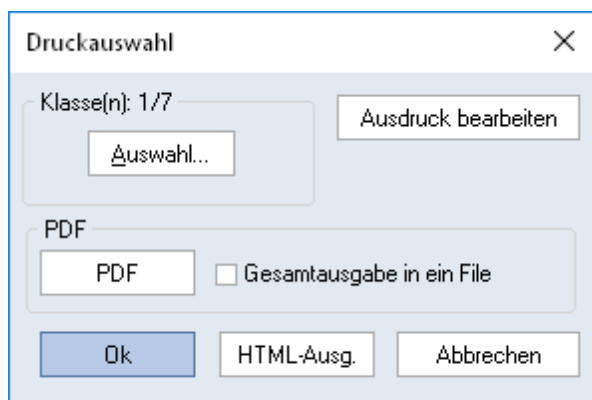 Druckauswahl
Klasse(n): 1/7
Ausdruck bearbeiten
Auswahl...
PDF
PDF
Gesamtausgabe in ein File
Ok
HTML-Ausg.
Abbrechen